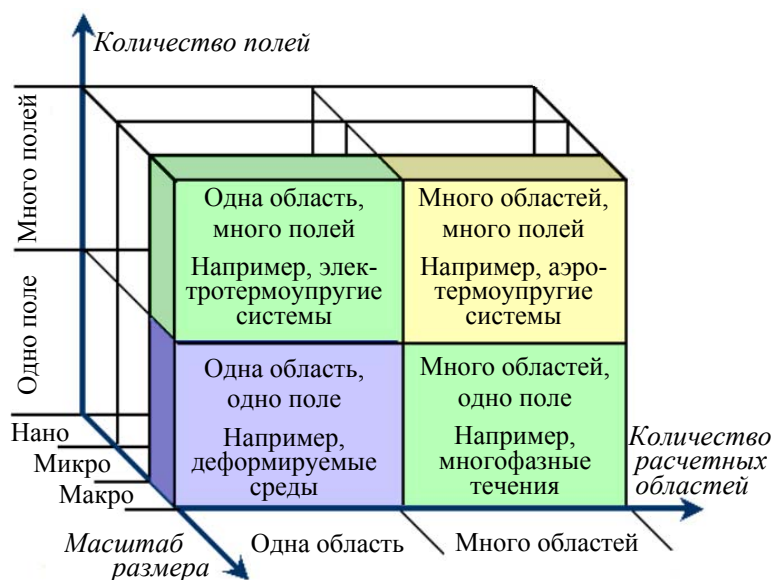 Количество полей
Много полей
Одно поле
Одна область,
много полей
Например, элек-
тротермоупругие
системы
Много областей,
много полей
Например, аэро-
термоупругие
системы
Одна область,
одно поле
Например,
деформируемые
среды
Много областей,
одно поле
Например,
многофазные
течения
Нано
Микро
Макро
Количество
расчетных
областей
Масштаб
размера
Одна область
Много областей